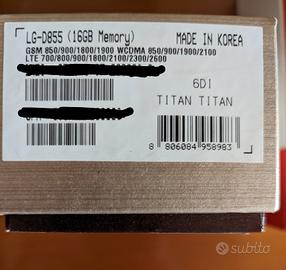 LG-D855 (16GB Memory)
MADE IN KOREA
GSM 850/900/1800/1900 WCDMA 850/900/1900/2100
LTE 700/800/900/1800/2100/2300/2600
6DI
TITAN TITAN
8 806084 958983
subito